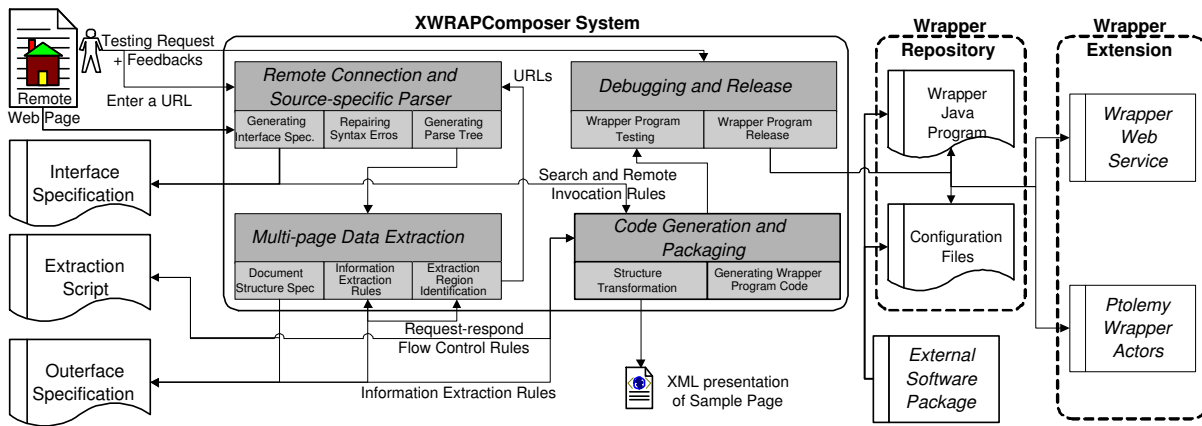 XWRAPComposer System
Wrapper
Repository
Wrapper
Extension
Testing Request
+ Feedbacks
Enter a URL
Remote
Web Page
Remote Connection and
Source-specific Parser
Generating
Interface Spec.
Repairing
Syntax Erros
Generating
Parse Tree
URLs
Debugging and Release
Wrapper Program
Testing
Wrapper Program
Release
Wrapper
Java
Program
Wrapper
Web
Service
Interface
Specification
Search and Remote
Invocation Rules
Multi-page Data Extraction
Document
Structure Spec
Information
Extraction
Rules
Extraction
Region
Identification
Code Generation and
Packaging
Structure
Transformation
Generating Wrapper
Program Code
Configuration
Files
Extraction
Script
Request-respond
Flow Control Rules
Outerface
Specification
Information Extraction Rules
XML presentation
of Sample Page
External
Software
Package
Ptolemy
Wrapper
Actors